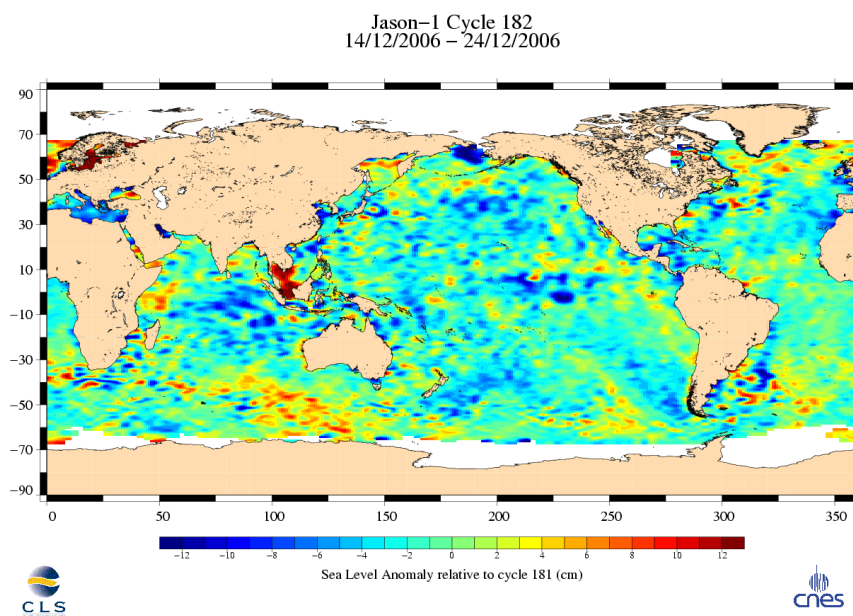 Jason−1 Cycle 182
14/12/2006 − 24/12/2006
90
70
50
30
10
−10
−30
−50
−70
−90
0 50 100 150 200 250 300 350
−12 −10 −8 −6 −4 −2 0 2 4 6 8 10 12
Sea Level Anomaly relative to cycle 181 (cm)
CLS
cnes